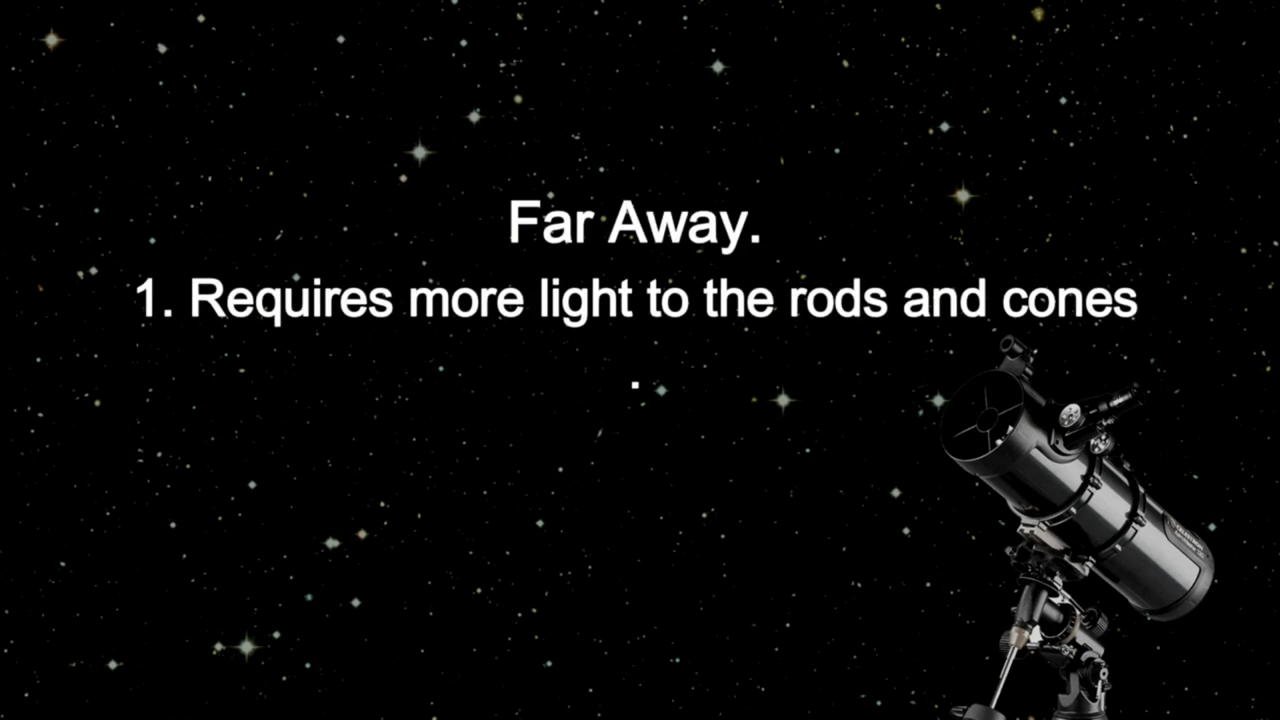 Far Away.
1. Requires more light to the rods and cones
.